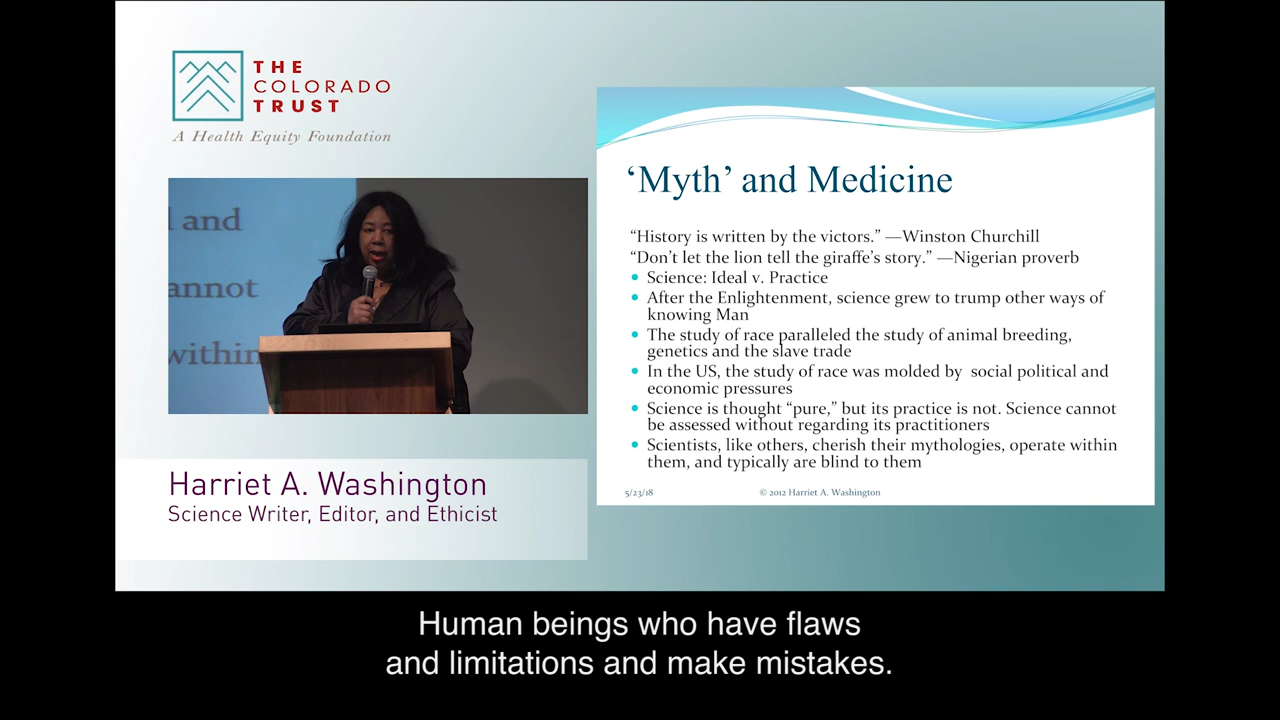 THE
COLORADO
TRUST
A Health Equity Foundation
l and
annot
within
Harriet A. Washington
Science Writer, Editor, and Ethicist
‘Myth’ and Medicine
“History is written by the victors.” —Winston Churchill
“Don’t let the lion tell the giraffe’s story.” —Nigerian proverb
• Science: Ideal v. Practice
• After the Enlightenment, science grew to trump other ways of
knowing Man
• The study of race paralleled the study of animal breeding,
genetics and the slave trade
• In the US, the study of race was molded by  social political and
economic pressures
• Science is thought “pure,” but its practice is not. Science cannot
be assessed without regarding its practitioners
• Scientists, like others, cherish their mythologies, operate within
them, and typically are blind to them
5/23/18
© 2012 Harriet A. Washington
Human beings who have flaws
and limitations and make mistakes.